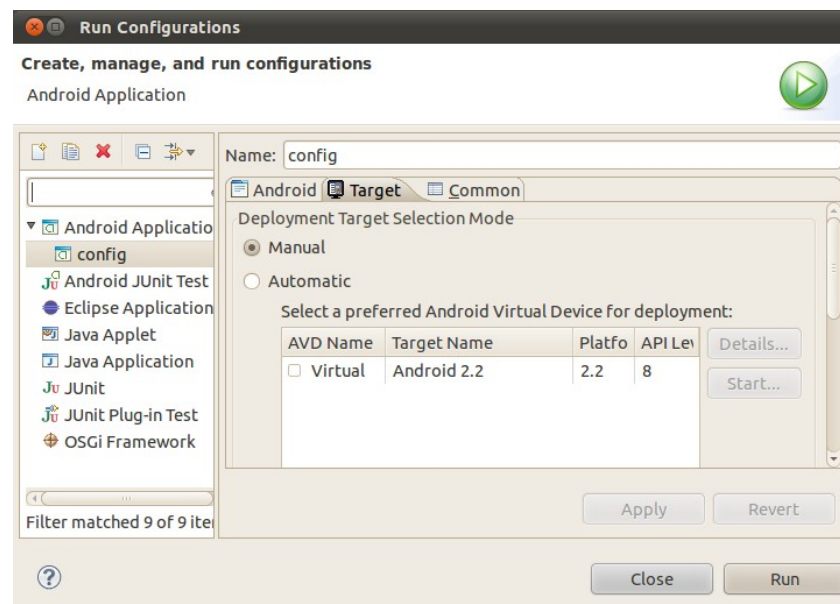 Run Configurations
Create, manage, and run configurations
Android Application
Name: config
Android Target Common
Deployment Target Selection Mode
Manual
Automatic
Select a preferred Android Virtual Device for deployment:
AVD Name Target Name Platfo API Lev
Virtual Android 2.2 2.2 8
Details...
Start...
Android Applicatio
config
Ju Android JUnit Test
Eclipse Application
Java Applet
Java Application
Ju JUnit
Ju JUnit Plug-in Test
OSGi Framework
Filter matched 9 of 9 iter
Apply Revert
Close Run